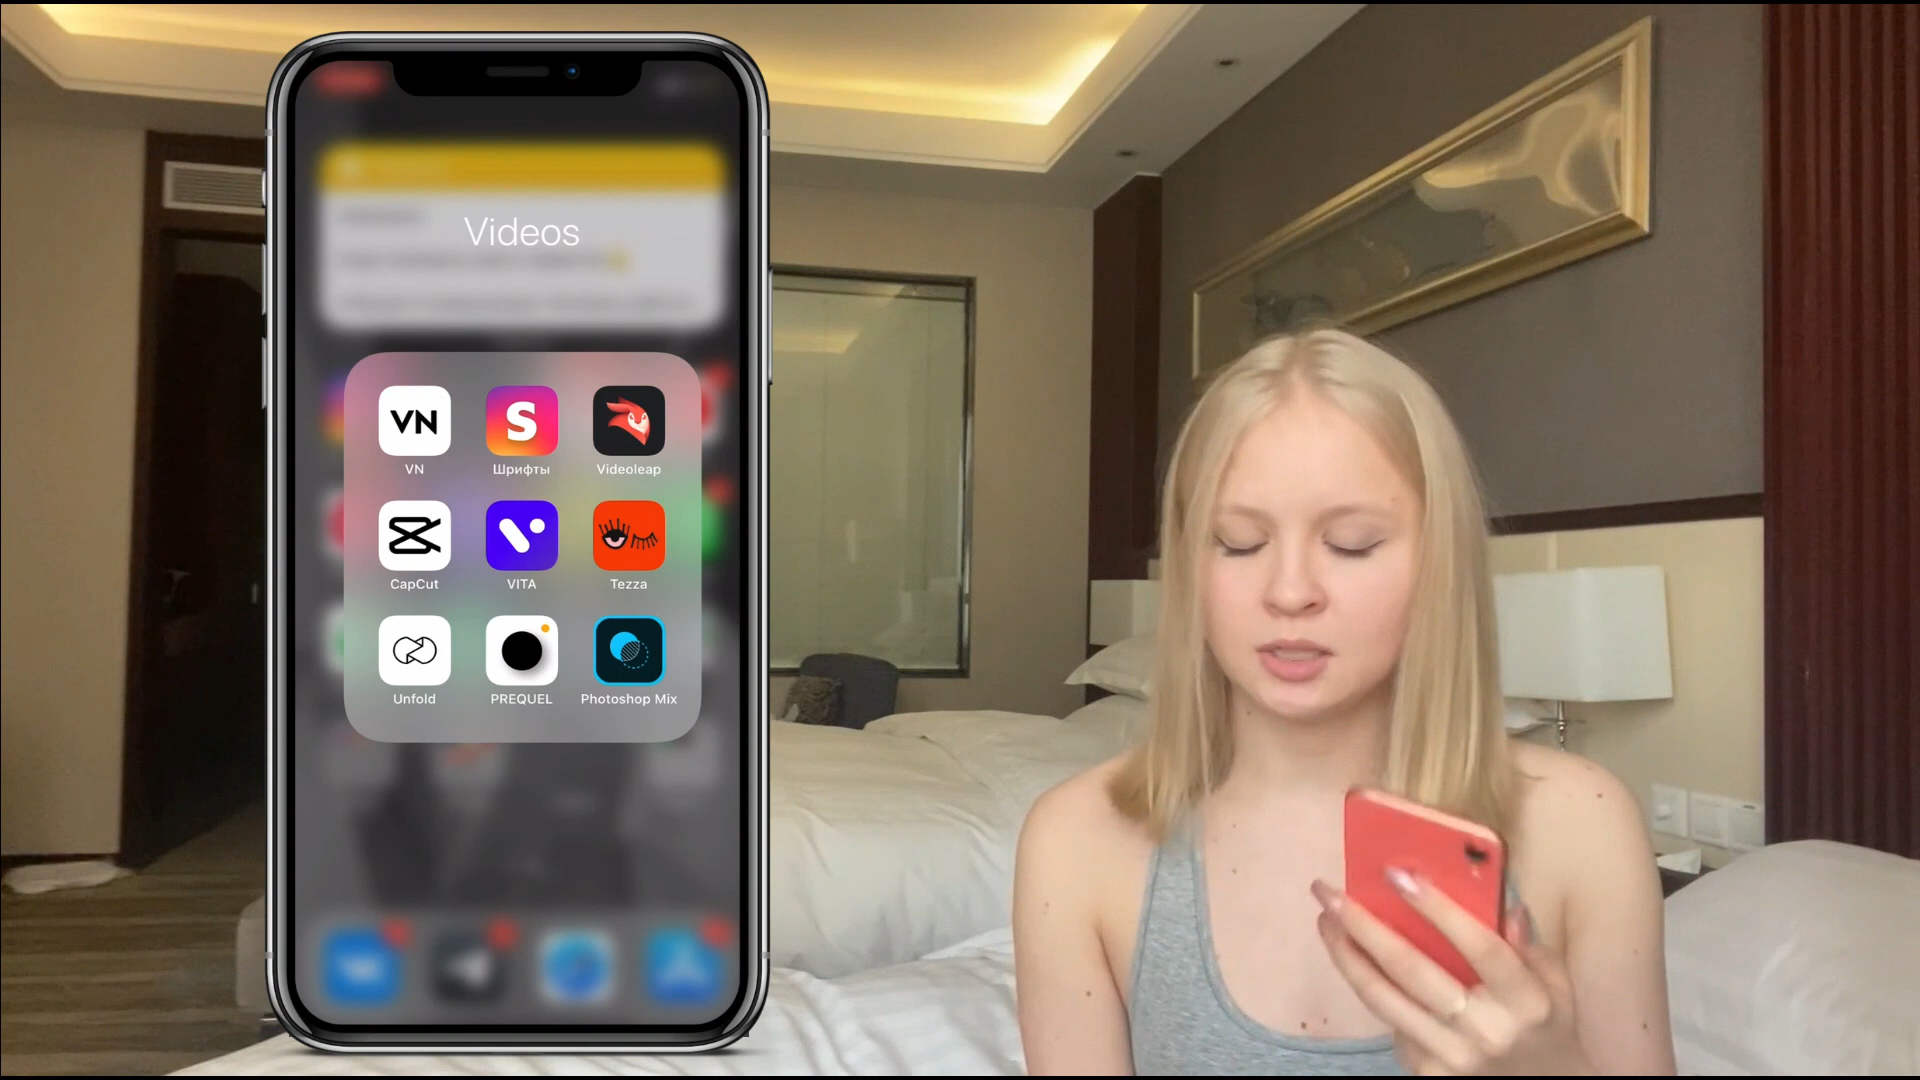 Videos
VN
S
VN
Шрифты
Videoleap
CapCut
VITA
Tezza
Unfold
PREQUEL
Photoshop Mix